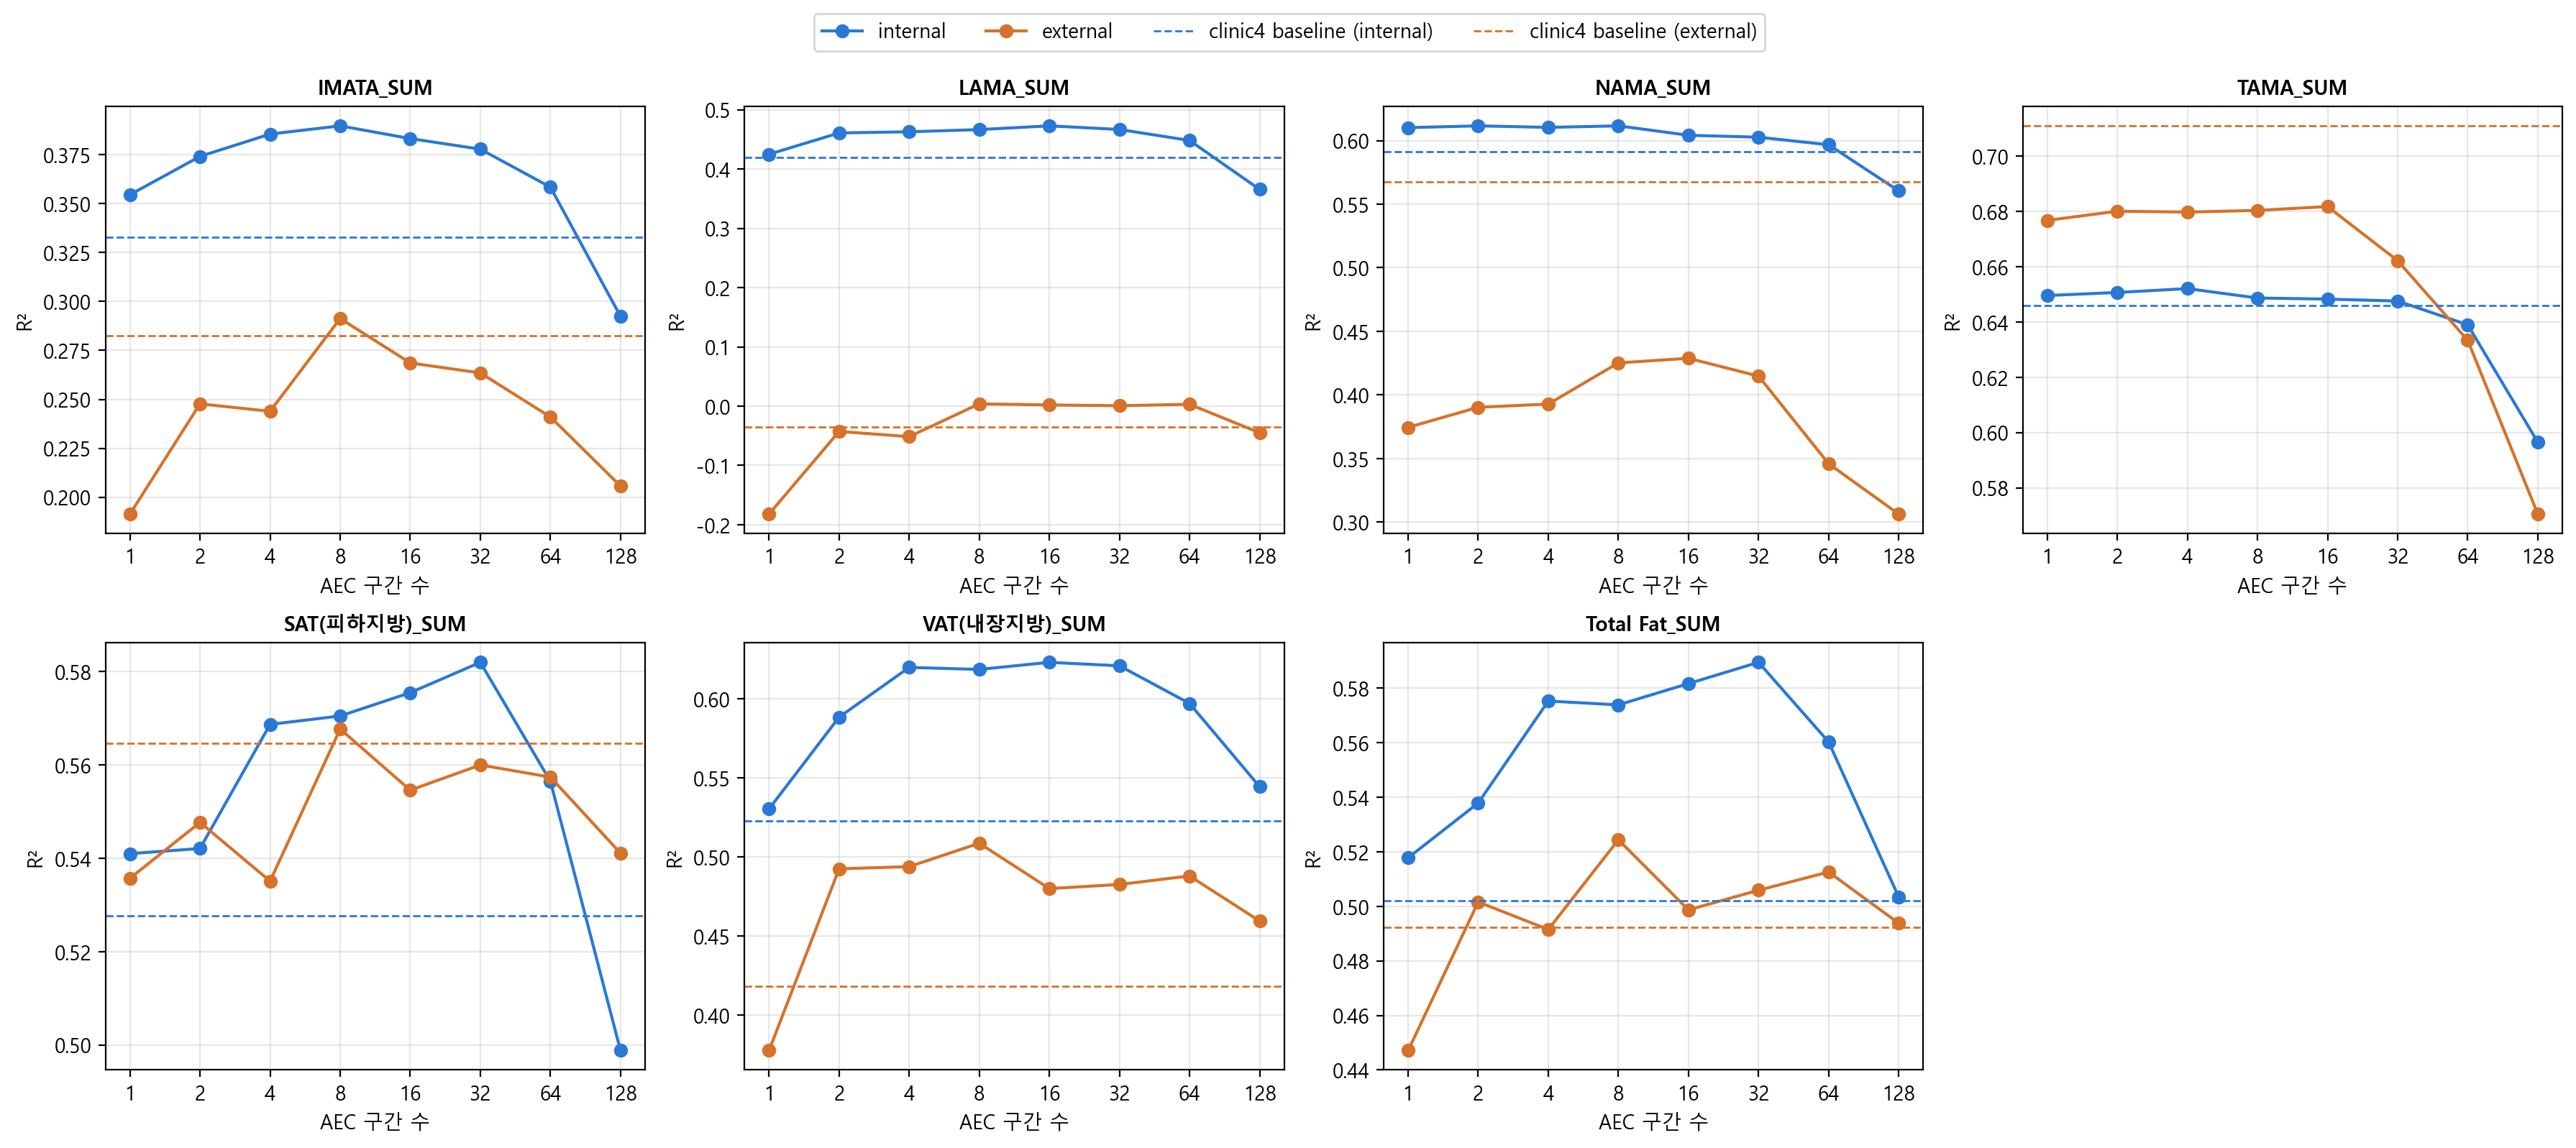 internal external clinic4 baseline (internal) clinic4 baseline (external)
IMATA_SUM
R²
0.375
0.350
0.325
0.300
0.275
0.250
0.225
0.200
1 2 4 8 16 32 64 128
AEC 구간 수
LAMA_SUM
R²
0.5
0.4
0.3
0.2
0.1
0.0
-0.1
-0.2
1 2 4 8 16 32 64 128
AEC 구간 수
NAMA_SUM
R²
0.60
0.55
0.50
0.45
0.40
0.35
0.30
1 2 4 8 16 32 64 128
AEC 구간 수
TAMA_SUM
R²
0.70
0.68
0.66
0.64
0.62
0.60
0.58
1 2 4 8 16 32 64 128
AEC 구간 수
SAT(피하지방)_SUM
R²
0.58
0.56
0.54
0.52
0.50
1 2 4 8 16 32 64 128
AEC 구간 수
VAT(내장지방)_SUM
R²
0.60
0.55
0.50
0.45
0.40
1 2 4 8 16 32 64 128
AEC 구간 수
Total Fat_SUM
R²
0.58
0.56
0.54
0.52
0.50
0.48
0.46
0.44
1 2 4 8 16 32 64 128
AEC 구간 수